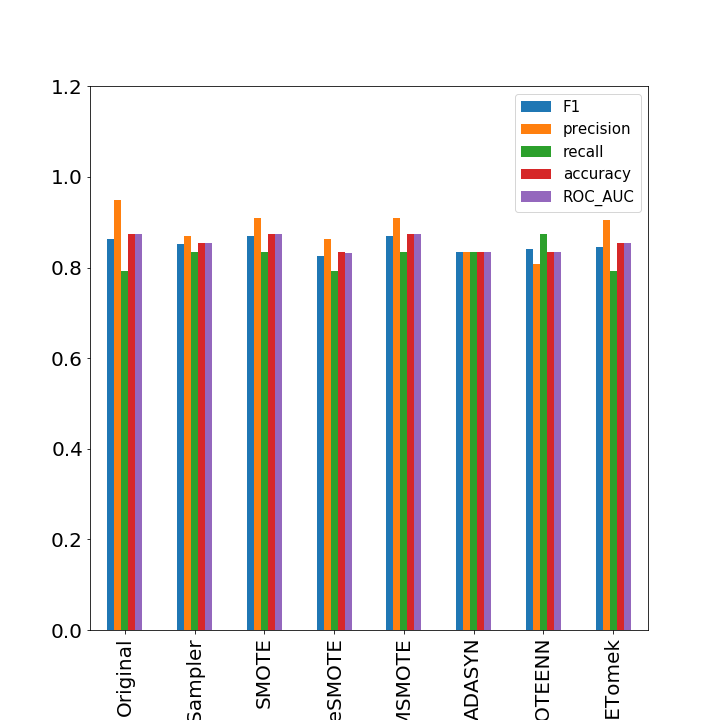 1.2
1.0
0.8
0.6
0.4
0.2
0.0
F1
precision
recall
accuracy
ROC_AUC
Original
Sampler
SMOTE
eSMOTE
MSMOTE
ADASYN
OTEENN
ETomek